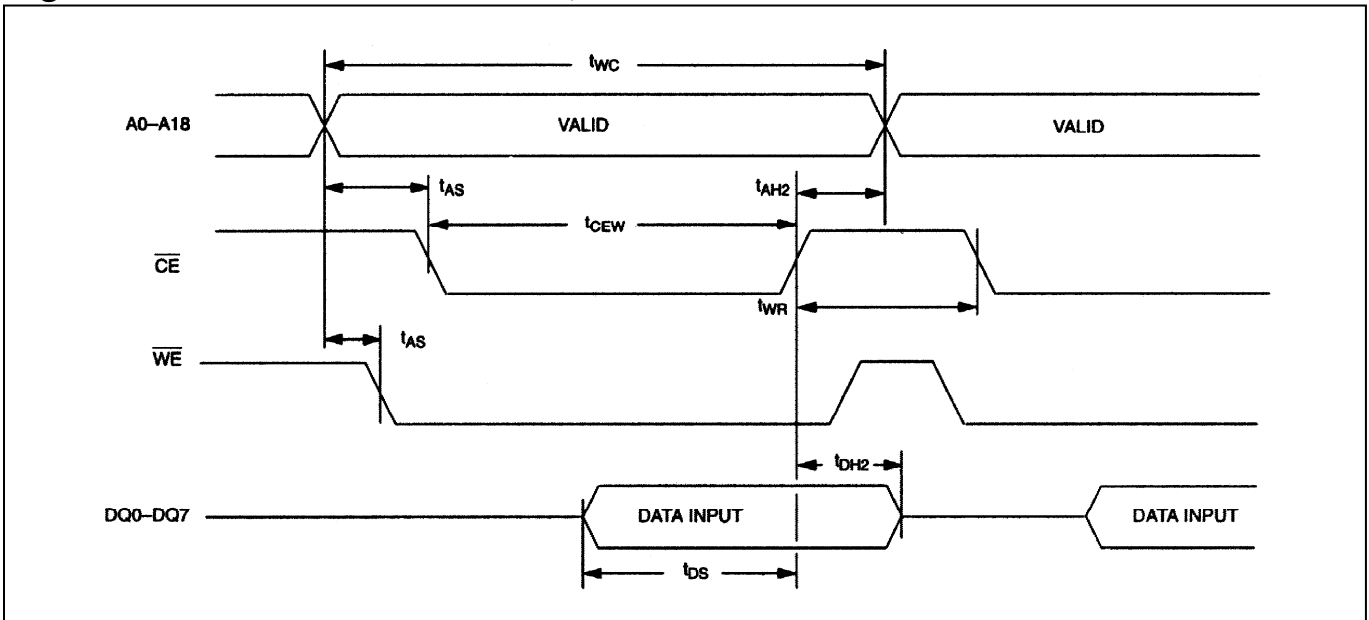 tWC
A0–A18 VALID VALID
tAS tAH2
tCEW
CE
tWR
tAS
WE
tDH2
DQ0–DQ7 DATA INPUT DATA INPUT
tDS